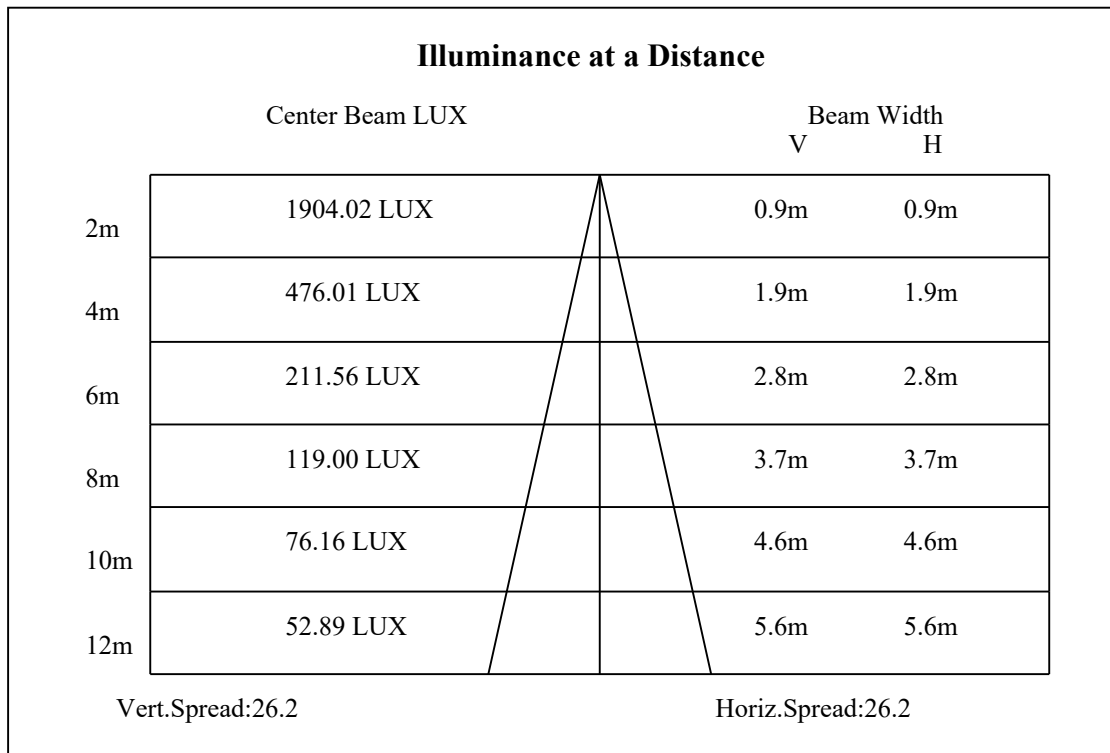 Illuminance at a Distance
Center Beam LUX Beam Width
V H
2m 1904.02 LUX 0.9m 0.9m
4m 476.01 LUX 1.9m 1.9m
6m 211.56 LUX 2.8m 2.8m
8m 119.00 LUX 3.7m 3.7m
10m 76.16 LUX 4.6m 4.6m
12m 52.89 LUX 5.6m 5.6m
Vert.Spread:26.2 Horiz.Spread:26.2